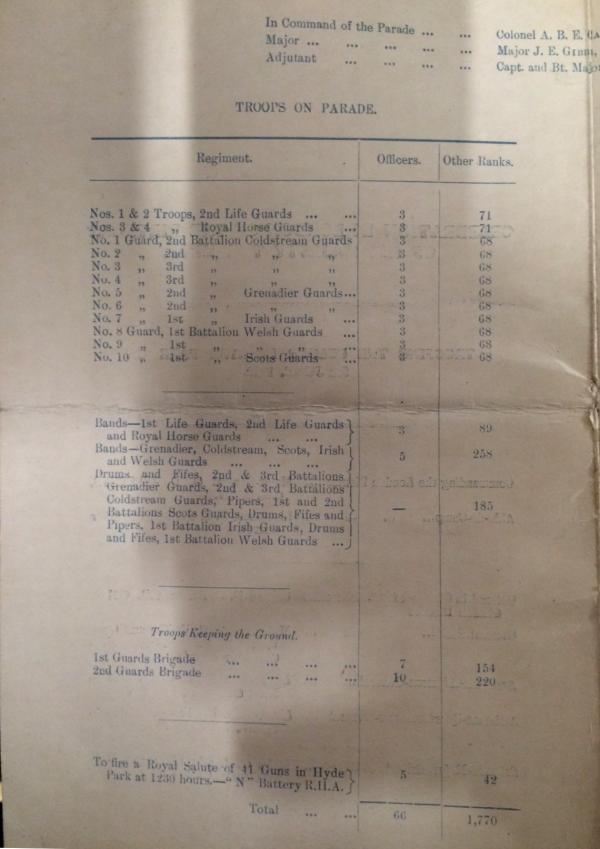 In Command of the Parade ... ... Colonel A. B. E.
Major ... ... ... ... ... Major J. E.
Adjutant ... ... ... ... Capt. and Bt. Major
TROOPS ON PARADE.
Regiment. Officers. Other Ranks.
Nos. 1 & 2 Troops, 2nd Life Guards ... ... 3 71
Nos. 3 & 4 „ Royal Horse Guards ... 3 71
No. 1 Guard, 2nd Battalion Coldstream Guards 3 68
No. 2 „ 2nd „ „ „ 3 68
No. 3 „ 3rd „ „ „ 3 68
No. 4 „ 3rd „ „ „ 3 68
No. 5 „ 2nd „ Grenadier Guards... 3 68
No. 6 „ 2nd „ „ „ 3 68
No. 7 „ 1st „ Irish Guards ... 3 68
No. 8 Guard, 1st Battalion Welsh Guards ... 3 68
No. 9 „ 1st „ „ „ ... 3 68
No. 10 „ 1st „ Scots Guards ... 3 68
Bands—1st Life Guards, 2nd Life Guards
and Royal Horse Guards ... ... } 3 89
Bands—Grenadier, Coldstream, Scots, Irish
and Welsh Guards ... ... ... } 5 258
Drums and Fifes, 2nd & 3rd Battalions
Grenadier Guards, 2nd & 3rd Battalions
Coldstream Guards, Pipers, 1st and 2nd
Battalions Scots Guards, Drums, Fifes and } — 185
Pipers, 1st Battalion Irish Guards, Drums
and Fifes, 1st Battalion Welsh Guards ...
Troops Keeping the Ground.
1st Guards Brigade ... ... ... ... 7 154
2nd Guards Brigade ... ... ... ... 10 220
To fire a Royal Salute of 41 Guns in Hyde
Park at 1230 hours.—" N " Battery R.H.A. } 5 42
Total ... ... 66 1,770